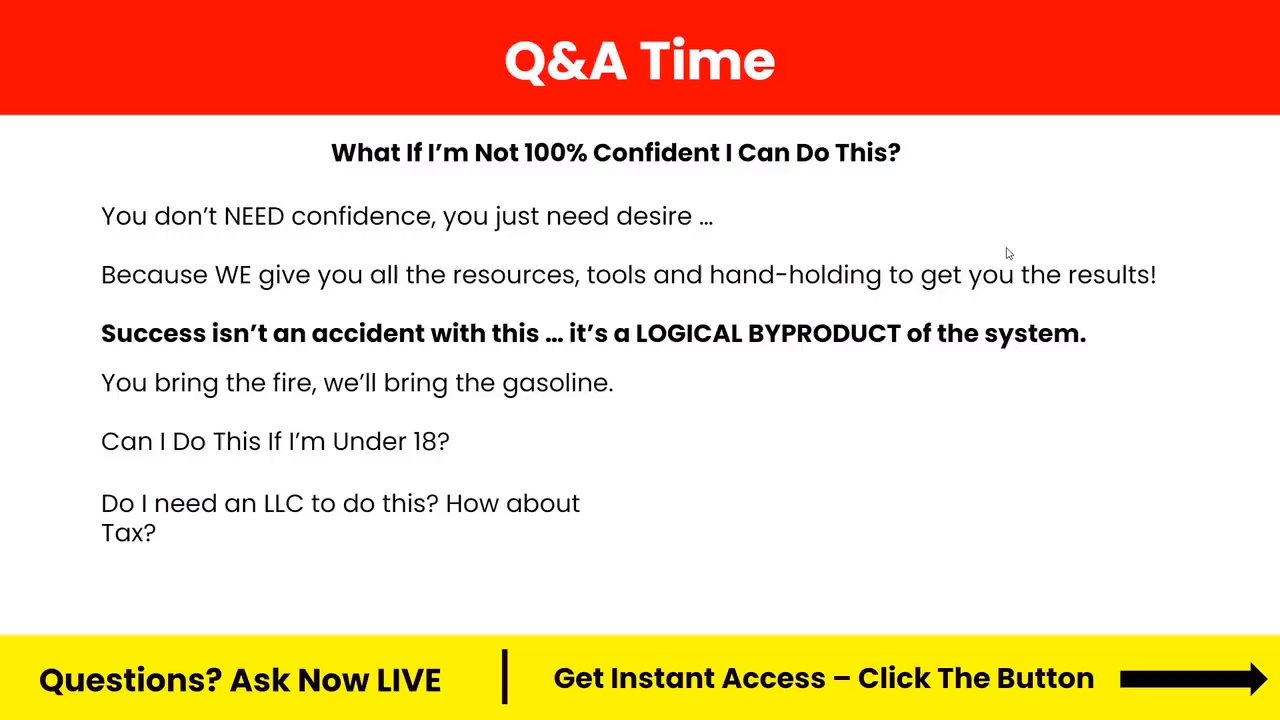 Q&A Time
What If I’m Not 100% Confident I Can Do This?
You don’t NEED confidence, you just need desire …
Because WE give you all the resources, tools and hand-holding to get you the results!
Success isn’t an accident with this … it’s a LOGICAL BYPRODUCT of the system.
You bring the fire, we’ll bring the gasoline.
Can I Do This If I’m Under 18?
Do I need an LLC to do this? How about
Tax?
Questions? Ask Now LIVE
Get Instant Access – Click The Button